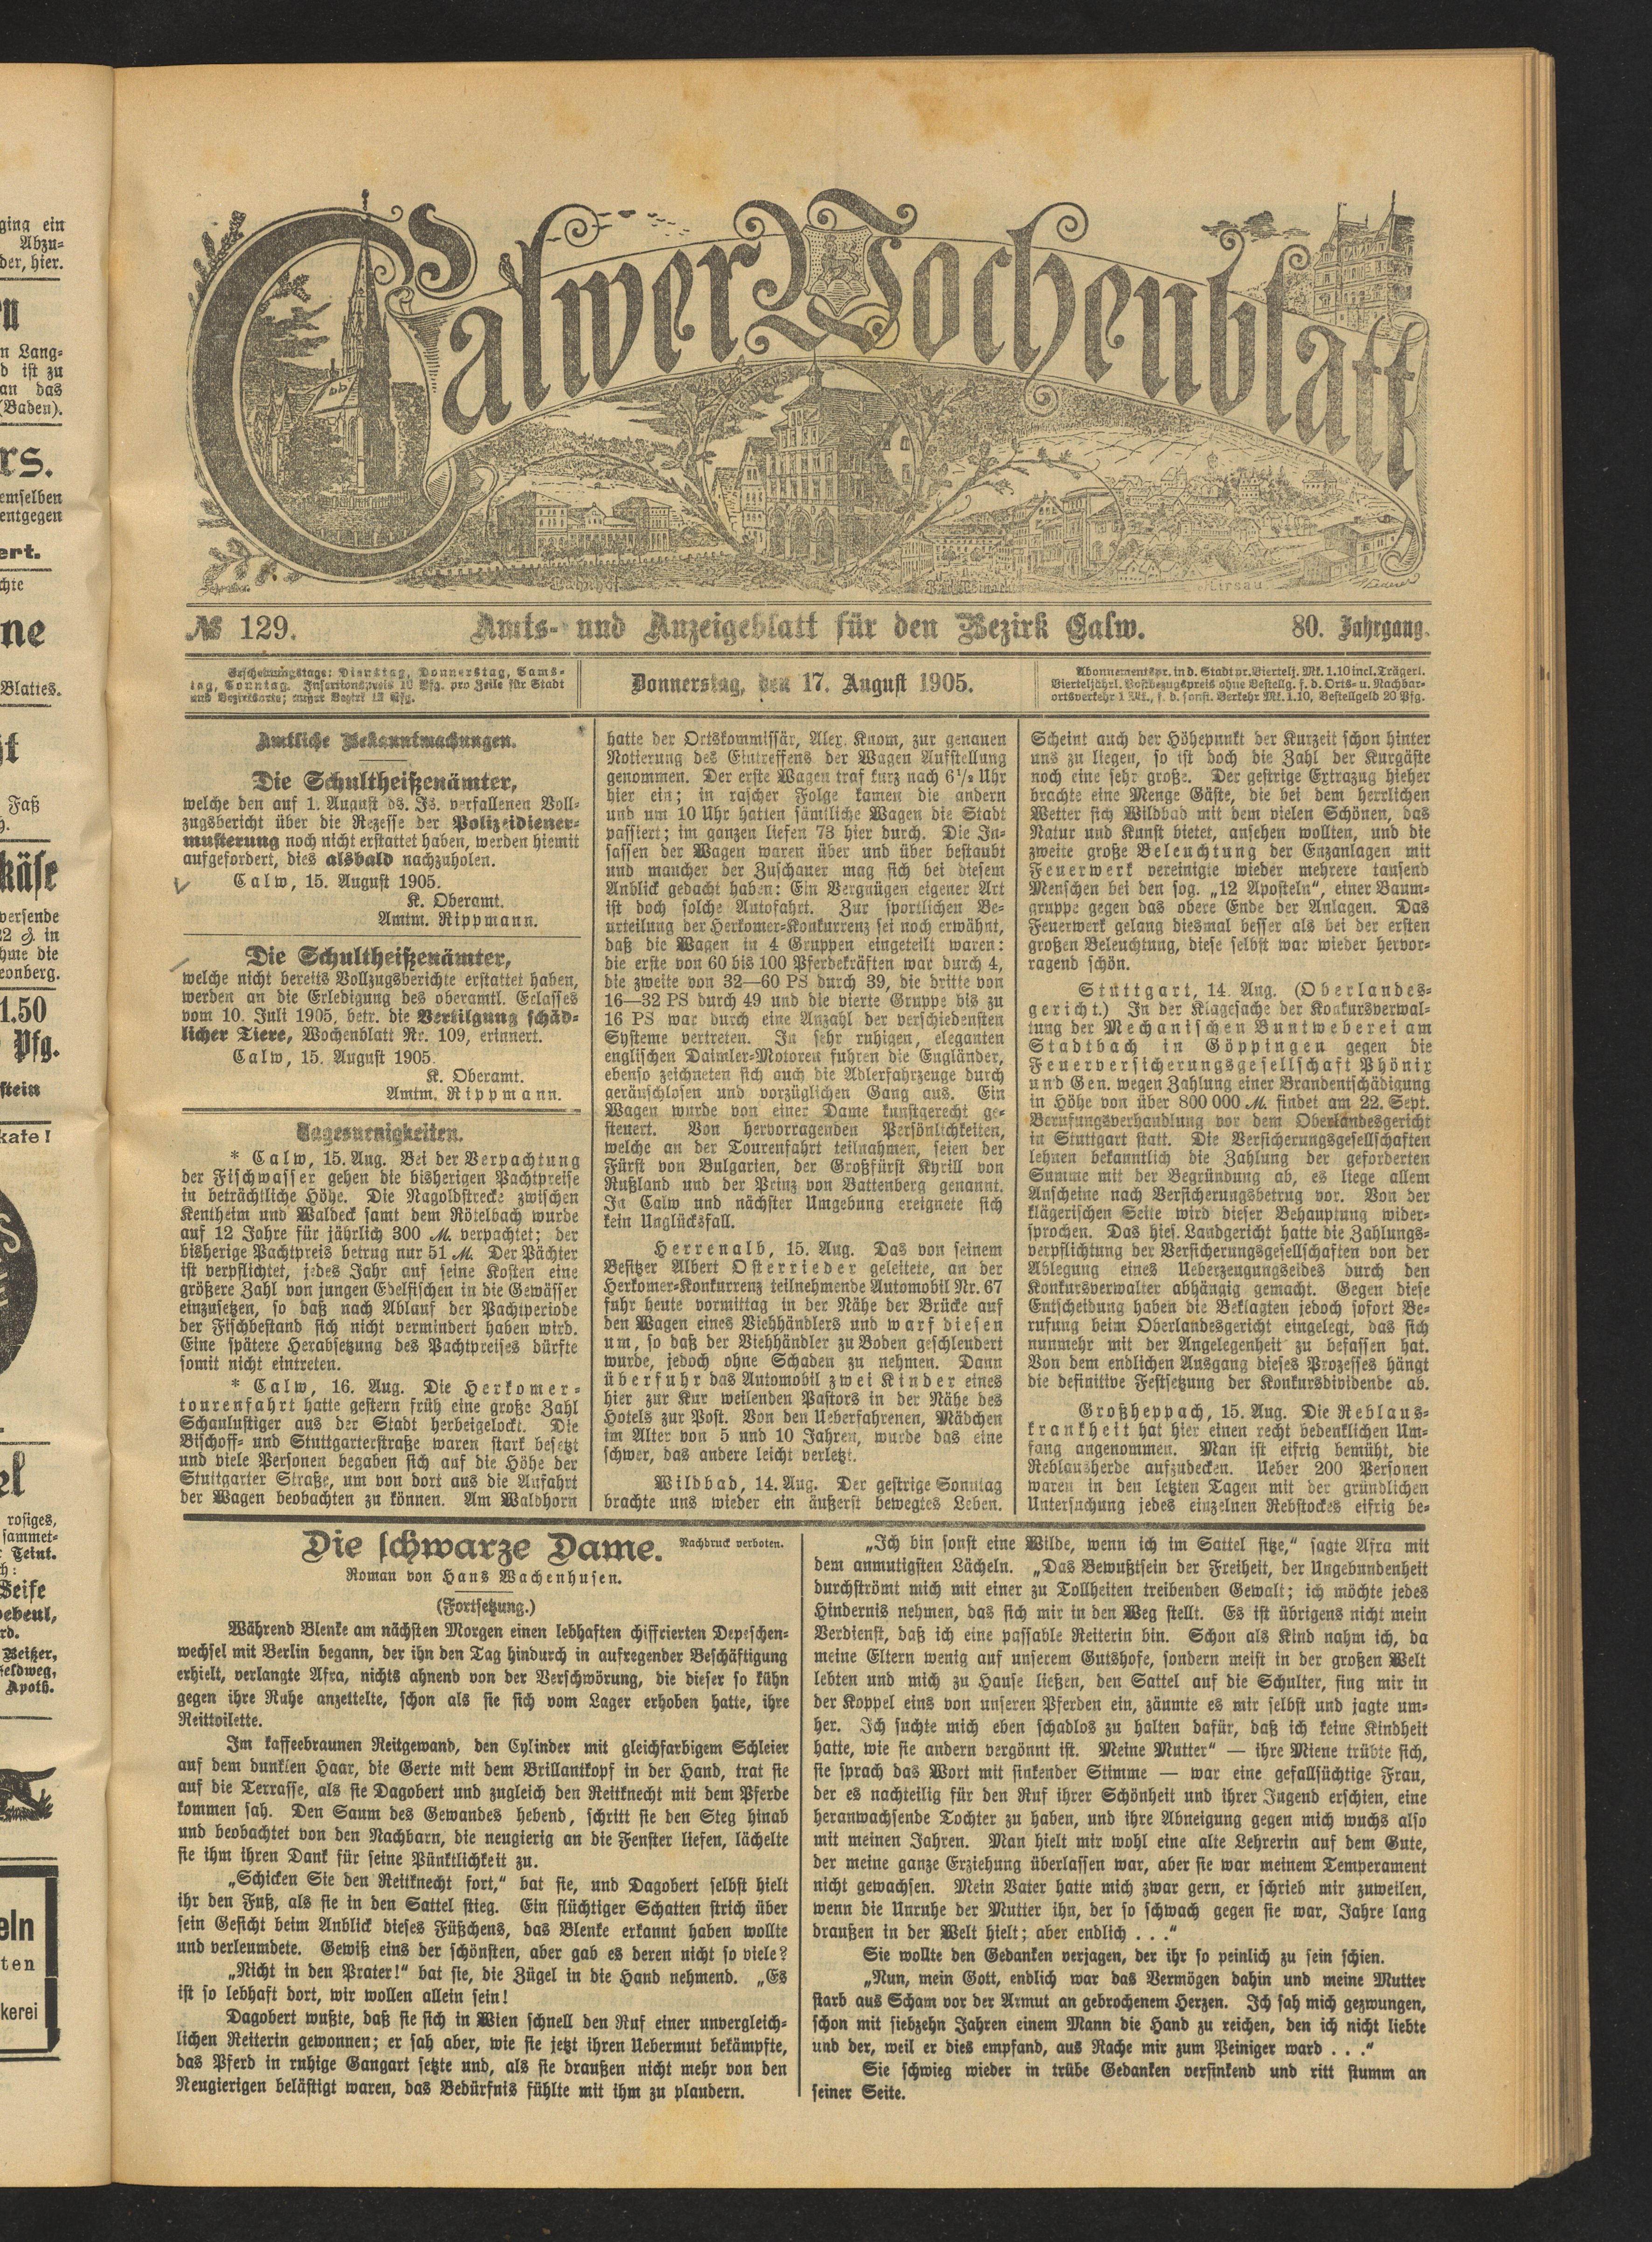 Calwer Wochenblatt
№ 129.
Amts- und Anzeigeblatt für den Bezirk Calw.
80. Jahrgang.
Erscheinungstage: Dienstag, Donnerstag, Sams-
tag, Sonntag. Insertionspreis 10 Pfg. pro Zeile für Stadt
und Bezirksorte; außer Bezirk 12 Pfg.
Donnerstag, den 17. August 1905.
Abonnementspr. in d. Stadt pr. Viertelj. Mk. 1.10 incl. Trägerl.
Vierteljährl. Postbezugspreis ohne Bestellg. f. d. Orts- u. Nachbar-
ortsverkehr 1 Mk., f. d. sonst. Verkehr Mk. 1.10, Bestellgeld 20 Pfg.
Amtliche Bekanntmachungen.
Die Schultheißenämter,
welche den auf 1. August ds. Js. verfallenen Voll-
zugsbericht über die Rezesse der Polizeidiener-
musterung noch nicht erstattet haben, werden hiemit
aufgefordert, dies alsbald nachzuholen.
Calw, 15. August 1905.
K. Oberamt.
Amtm. Rippmann.
Die Schultheißenämter,
welche nicht bereits Vollzugsberichte erstattet haben,
werden an die Erledigung des oberamtl. Erlasses
vom 10. Juli 1905, betr. die Vertilgung schäd-
licher Tiere, Wochenblatt Nr. 109, erinnert.
Calw, 15. August 1905.
K. Oberamt.
Amtm. Rippmann.
Tagesneuigkeiten.
* Calw, 15. Aug. Bei der Verpachtung
der Fischwasser gehen die bisherigen Pachtpreise
in beträchtliche Höhe. Die Nagoldstrecke zwischen
Kentheim und Waldeck samt dem Rötelbach wurde
auf 12 Jahre für jährlich 300 M. verpachtet; der
bisherige Pachtpreis betrug nur 51 M. Der Pächter
ist verpflichtet, jedes Jahr auf seine Kosten eine
größere Zahl von jungen Edelfischen in die Gewässer
einzusetzen, so daß nach Ablauf der Pachtperiode
der Fischbestand sich nicht vermindert haben wird.
Eine spätere Herabsetzung des Pachtpreises dürfte
somit nicht eintreten.
* Calw, 16. Aug. Die Herkomer-
tourenfahrt hatte gestern früh eine große Zahl
Schaulustiger aus der Stadt herbeigelockt. Die
Bischoff- und Stuttgarterstraße waren stark besetzt
und viele Personen begaben sich auf die Höhe der
Stuttgarter Straße, um von dort aus die Anfahrt
der Wagen beobachten zu können. Am Waldhorn
hatte der Ortskommissär, Alex. Knom, zur genauen
Notierung des Eintreffens der Wagen Aufstellung
genommen. Der erste Wagen traf kurz nach 6½ Uhr
hier ein; in rascher Folge kamen die andern
und um 10 Uhr hatten sämtliche Wagen die Stadt
passiert; im ganzen liefen 73 hier durch. Die In-
sassen der Wagen waren über und über bestaubt
und mancher der Zuschauer mag sich bei diesem
Anblick gedacht haben: Ein Vergnügen eigener Art
ist doch solche Autofahrt. Zur sportlichen Be-
urteilung der Herkomer-Konkurrenz sei noch erwähnt,
daß die Wagen in 4 Gruppen eingeteilt waren:
die erste von 60 bis 100 Pferdekräften war durch 4,
die zweite von 32—60 PS durch 39, die dritte von
16—32 PS durch 49 und die vierte Gruppe bis zu
16 PS war durch eine Anzahl der verschiedensten
Systeme vertreten. In sehr ruhigen, eleganten
englischen Daimler-Motoren fuhren die Engländer,
ebenso zeichneten sich auch die Adlerfahrzeuge durch
geräuschlosen und vorzüglichen Gang aus. Ein
Wagen wurde von einer Dame kunstgerecht ge-
steuert. Von hervorragenden Persönlichkeiten,
welche an der Tourenfahrt teilnahmen, seien der
Fürst von Bulgarien, der Großfürst Kyrill von
Rußland und der Prinz von Battenberg genannt.
In Calw und nächster Umgebung ereignete sich
kein Unglücksfall.
Herrenalb, 15. Aug. Das von seinem
Besitzer Albert Osterrieder geleitete, an der
Herkomer-Konkurrenz teilnehmende Automobil Nr. 67
fuhr heute vormittag in der Nähe der Brücke auf
den Wagen eines Viehhändlers und warf diesen
um, so daß der Viehhändler zu Boden geschleudert
wurde, jedoch ohne Schaden zu nehmen. Dann
überfuhr das Automobil zwei Kinder eines
hier zur Kur weilenden Pastors in der Nähe des
Hotels zur Post. Von den Ueberfahrenen, Mädchen
im Alter von 5 und 10 Jahren, wurde das eine
schwer, das andere leicht verletzt.
Wildbad, 14. Aug. Der gestrige Sonntag
brachte uns wieder ein äußerst bewegtes Leben.
Scheint auch der Höhepunkt der Kurzeit schon hinter
uns zu liegen, so ist doch die Zahl der Kurgäste
noch eine sehr große. Der gestrige Extrazug hieher
brachte eine Menge Gäste, die bei dem herrlichen
Wetter sich Wildbad mit dem vielen Schönen, das
Natur und Kunst bietet, ansehen wollten, und die
zweite große Beleuchtung der Enzanlagen mit
Feuerwerk vereinigte wieder mehrere tausend
Menschen bei den sog. „12 Aposteln“, einer Baum-
gruppe gegen das obere Ende der Anlagen. Das
Feuerwerk gelang diesmal besser als bei der ersten
großen Beleuchtung, diese selbst war wieder hervor-
ragend schön.
Stuttgart, 14. Aug. (Oberlandes-
gericht.) In der Klagesache der Konkursverwal-
tung der Mechanischen Buntweberei am
Stadtbach in Göppingen gegen die
Feuerversicherungsgesellschaft Phönix
und Gen. wegen Zahlung einer Brandentschädigung
in Höhe von über 800 000 M. findet am 22. Sept.
Berufungsverhandlung vor dem Oberlandesgericht
in Stuttgart statt. Die Versicherungsgesellschaften
lehnen bekanntlich die Zahlung der geforderten
Summe mit der Begründung ab, es liege allem
Anscheine nach Versicherungsbetrug vor. Von der
klägerischen Seite wird dieser Behauptung wider-
sprochen. Das hies. Landgericht hatte die Zahlungs-
verpflichtung der Versicherungsgesellschaften von der
Ablegung eines Ueberzeugungseides durch den
Konkursverwalter abhängig gemacht. Gegen diese
Entscheidung haben die Beklagten jedoch sofort Be-
rufung beim Oberlandesgericht eingelegt, das sich
nunmehr mit der Angelegenheit zu befassen hat.
Von dem endlichen Ausgang dieses Prozesses hängt
die definitive Festsetzung der Konkursdividende ab.
Großheppach, 15. Aug. Die Reblaus-
krankheit hat hier einen recht bedenklichen Um-
fang angenommen. Man ist eifrig bemüht, die
Reblausherde aufzudecken. Ueber 200 Personen
waren in den letzten Tagen mit der gründlichen
Untersuchung jedes einzelnen Rebstockes eifrig be-
Die schwarze Dame.
Nachdruck verboten.
Roman von Hans Wachenhusen.
(Fortsetzung.)
Während Blenke am nächsten Morgen einen lebhaften chiffrierten Depeschen-
wechsel mit Berlin begann, der ihn den Tag hindurch in aufregender Beschäftigung
erhielt, verlangte Afra, nichts ahnend von der Verschwörung, die dieser so kühn
gegen ihre Ruhe anzettelte, schon als sie sich vom Lager erhoben hatte, ihre
Reittoilette.
Im kaffeebraunen Reitgewand, den Cylinder mit gleichfarbigem Schleier
auf dem dunklen Haar, die Gerte mit dem Brillantkopf in der Hand, trat sie
auf die Terrasse, als sie Dagobert und zugleich den Reitknecht mit dem Pferde
kommen sah. Den Saum des Gewandes hebend, schritt sie den Steg hinab
und beobachtet von den Nachbarn, die neugierig an die Fenster liefen, lächelte
sie ihm ihren Dank für seine Pünktlichkeit zu.
„Schicken Sie den Reitknecht fort,“ bat sie, und Dagobert selbst hielt
ihr den Fuß, als sie in den Sattel stieg. Ein flüchtiger Schatten strich über
sein Gesicht beim Anblick dieses Füßchens, das Blenke erkannt haben wollte
und verleumdete. Gewiß eins der schönsten, aber gab es deren nicht so viele?
„Nicht in den Prater!“ bat sie, die Zügel in die Hand nehmend. „Es
ist so lebhaft dort, wir wollen allein sein!
Dagobert wußte, daß sie sich in Wien schnell den Ruf einer unvergleich-
lichen Reiterin gewonnen; er sah aber, wie sie jetzt ihren Uebermut bekämpfte,
das Pferd in ruhige Gangart setzte und, als sie draußen nicht mehr von den
Neugierigen belästigt waren, das Bedürfnis fühlte mit ihm zu plaudern.
„Ich bin sonst eine Wilde, wenn ich im Sattel sitze,“ sagte Afra mit
dem anmutigsten Lächeln. „Das Bewußtsein der Freiheit, der Ungebundenheit
durchströmt mich mit einer zu Tollheiten treibenden Gewalt; ich möchte jedes
Hindernis nehmen, das sich mir in den Weg stellt. Es ist übrigens nicht mein
Verdienst, daß ich eine passable Reiterin bin. Schon als Kind nahm ich, da
meine Eltern wenig auf unserem Gutshofe, sondern meist in der großen Welt
lebten und mich zu Hause ließen, den Sattel auf die Schulter, fing mir in
der Koppel eins von unseren Pferden ein, zäumte es mir selbst und jagte um-
her. Ich suchte mich eben schadlos zu halten dafür, daß ich keine Kindheit
hatte, wie sie andern vergönnt ist. Meine Mutter“ — ihre Miene trübte sich,
sie sprach das Wort mit sinkender Stimme — war eine gefallsüchtige Frau,
der es nachteilig für den Ruf ihrer Schönheit und ihrer Jugend erschien, eine
heranwachsende Tochter zu haben, und ihre Abneigung gegen mich wuchs also
mit meinen Jahren. Man hielt mir wohl eine alte Lehrerin auf dem Gute,
der meine ganze Erziehung überlassen war, aber sie war meinem Temperament
nicht gewachsen. Mein Vater hatte mich zwar gern, er schrieb mir zuweilen,
wenn die Unruhe der Mutter ihn, der so schwach gegen sie war, Jahre lang
draußen in der Welt hielt; aber endlich . . .“
Sie wollte den Gedanken verjagen, der ihr so peinlich zu sein schien.
„Nun, mein Gott, endlich war das Vermögen dahin und meine Mutter
starb aus Scham vor der Armut an gebrochenem Herzen. Ich sah mich gezwungen,
schon mit siebzehn Jahren einem Mann die Hand zu reichen, den ich nicht liebte
und der, weil er dies empfand, aus Rache mir zum Peiniger ward . . .“
Sie schwieg wieder in trübe Gedanken versinkend und ritt stumm an
seiner Seite.